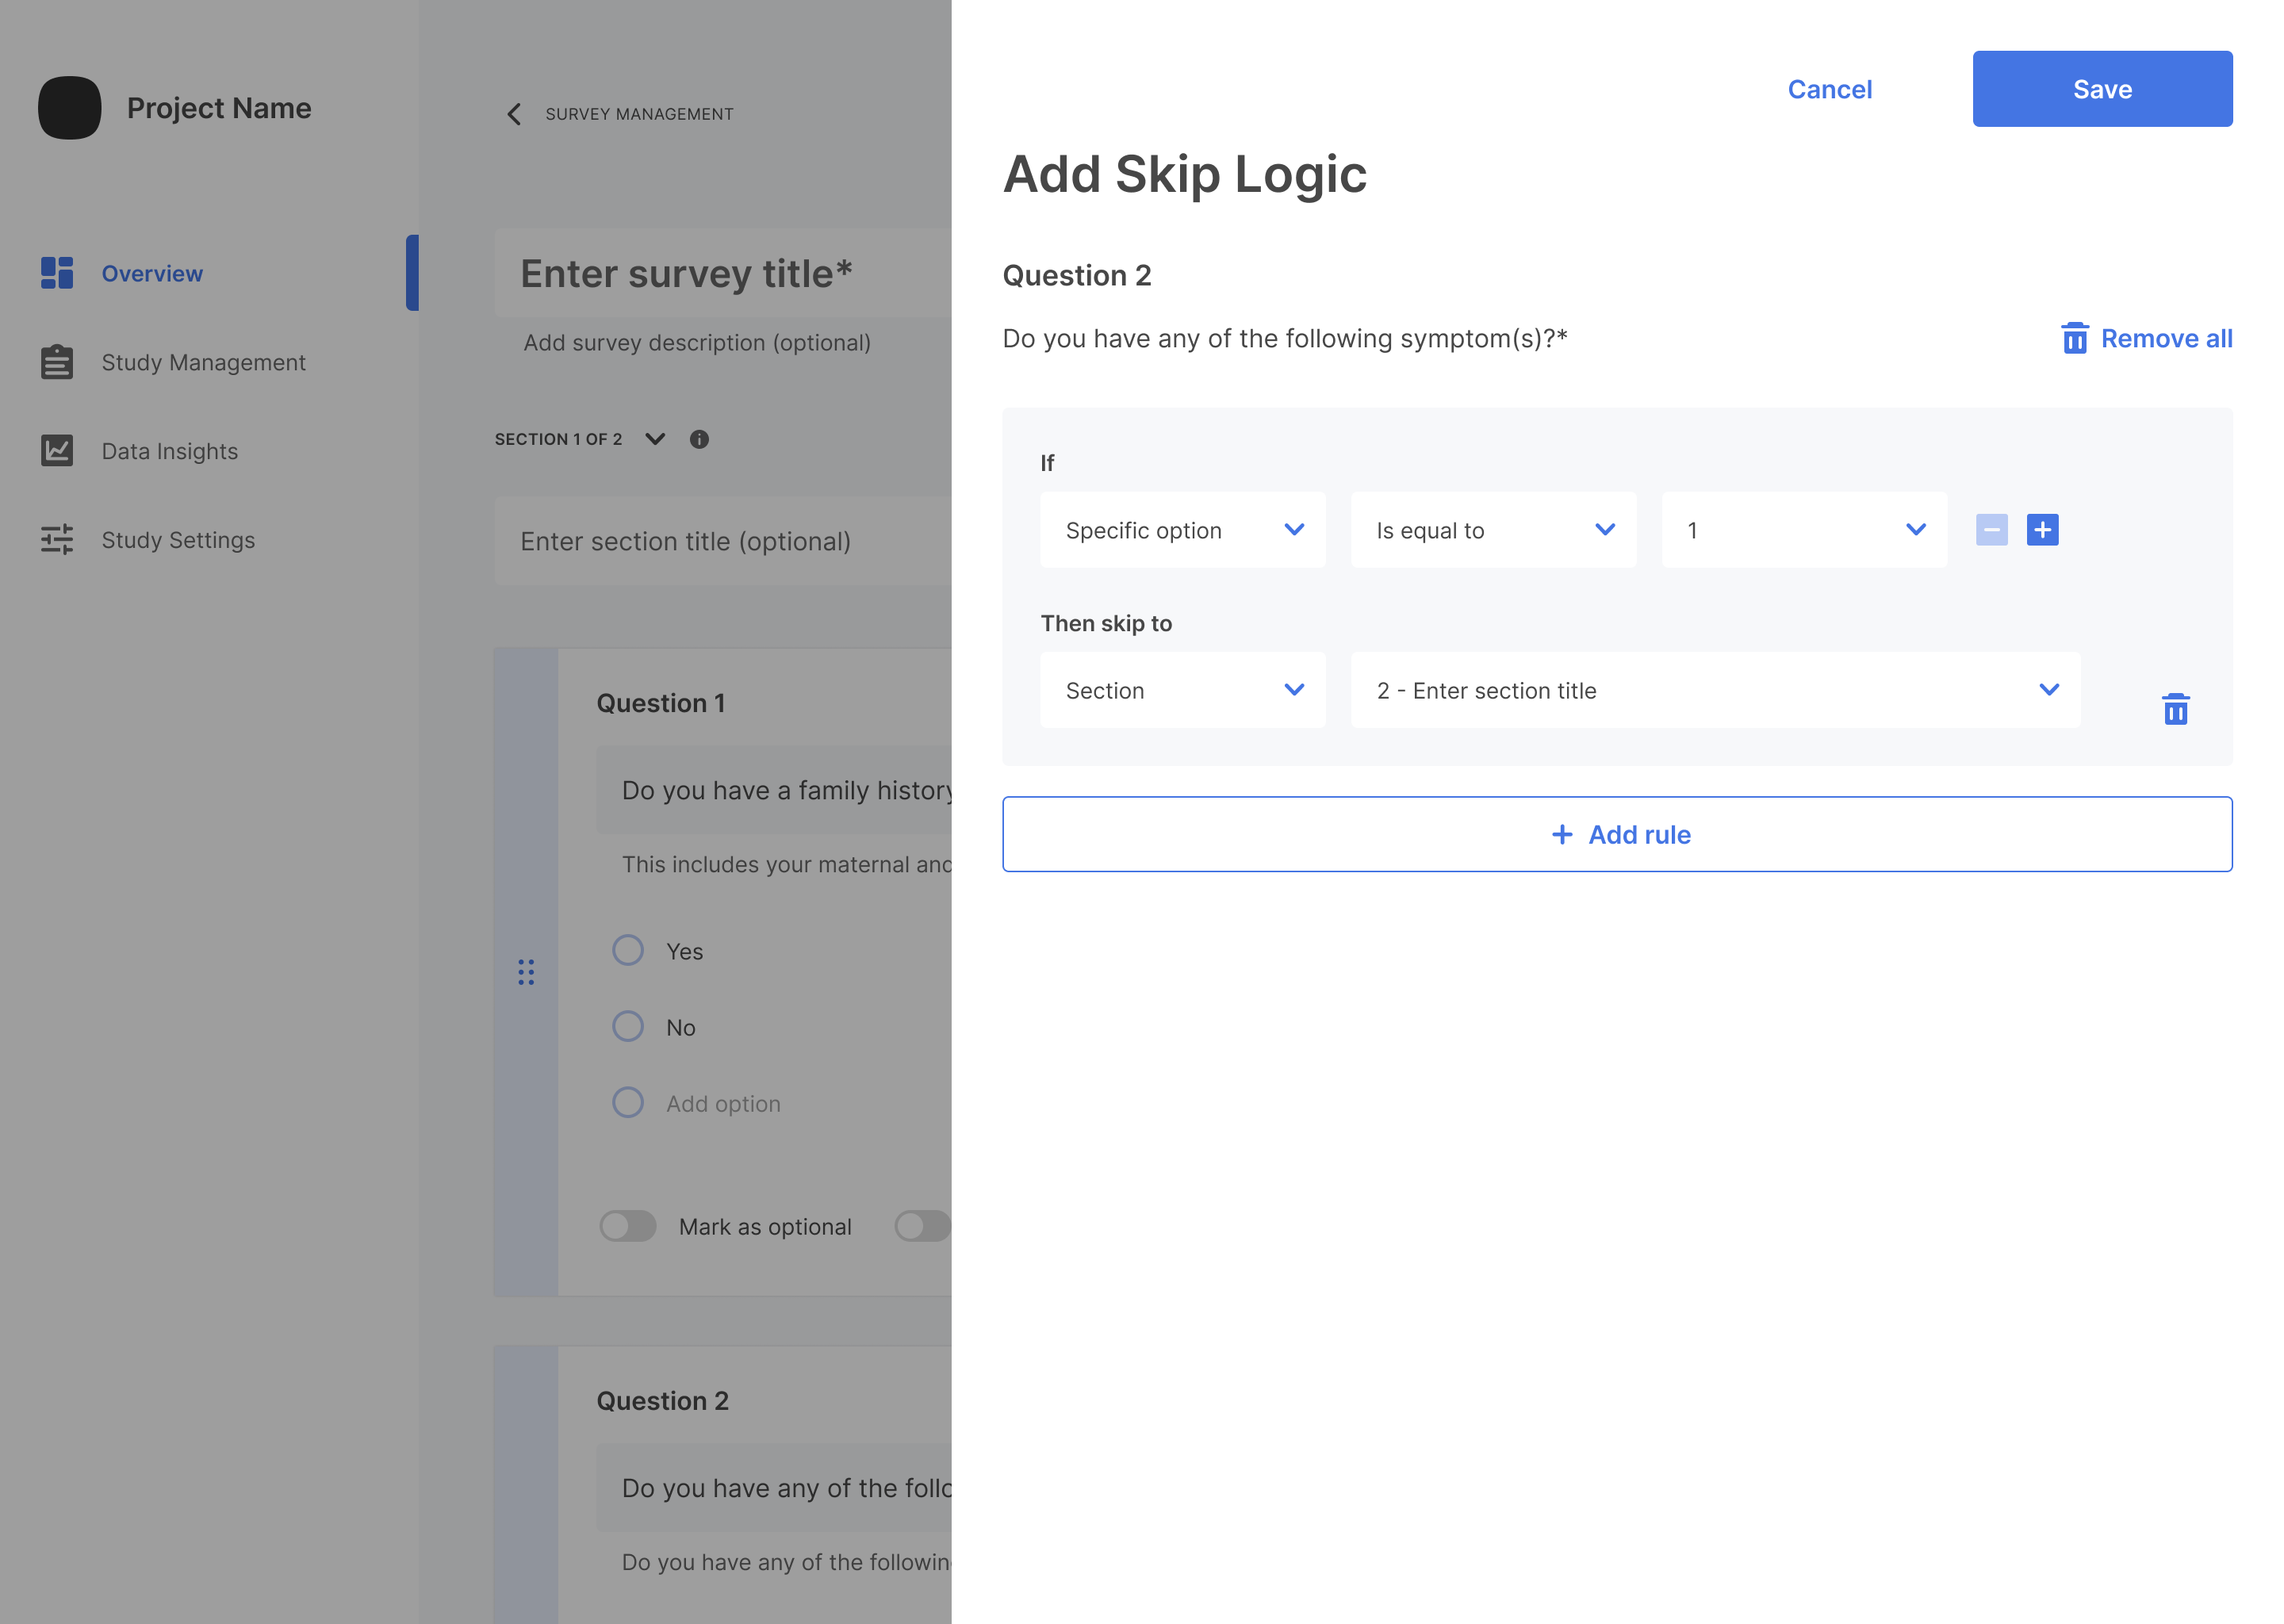 Project Name
Overview
Study Management
Data Insights
Study Settings
SURVEY MANAGEMENT
Enter survey title*
Add survey description (optional)
SECTION 1 OF 2
Enter section title (optional)
Question 1
Do you have a family history
This includes your maternal and
Yes
No
Add option
Mark as optional
Question 2
Do you have any of the follo
Do you have any of the following
Cancel
Save
Add Skip Logic
Question 2
Do you have any of the following symptom(s)?*
Remove all
If
Specific option
Is equal to
1
Then skip to
Section
2 - Enter section title
Add rule